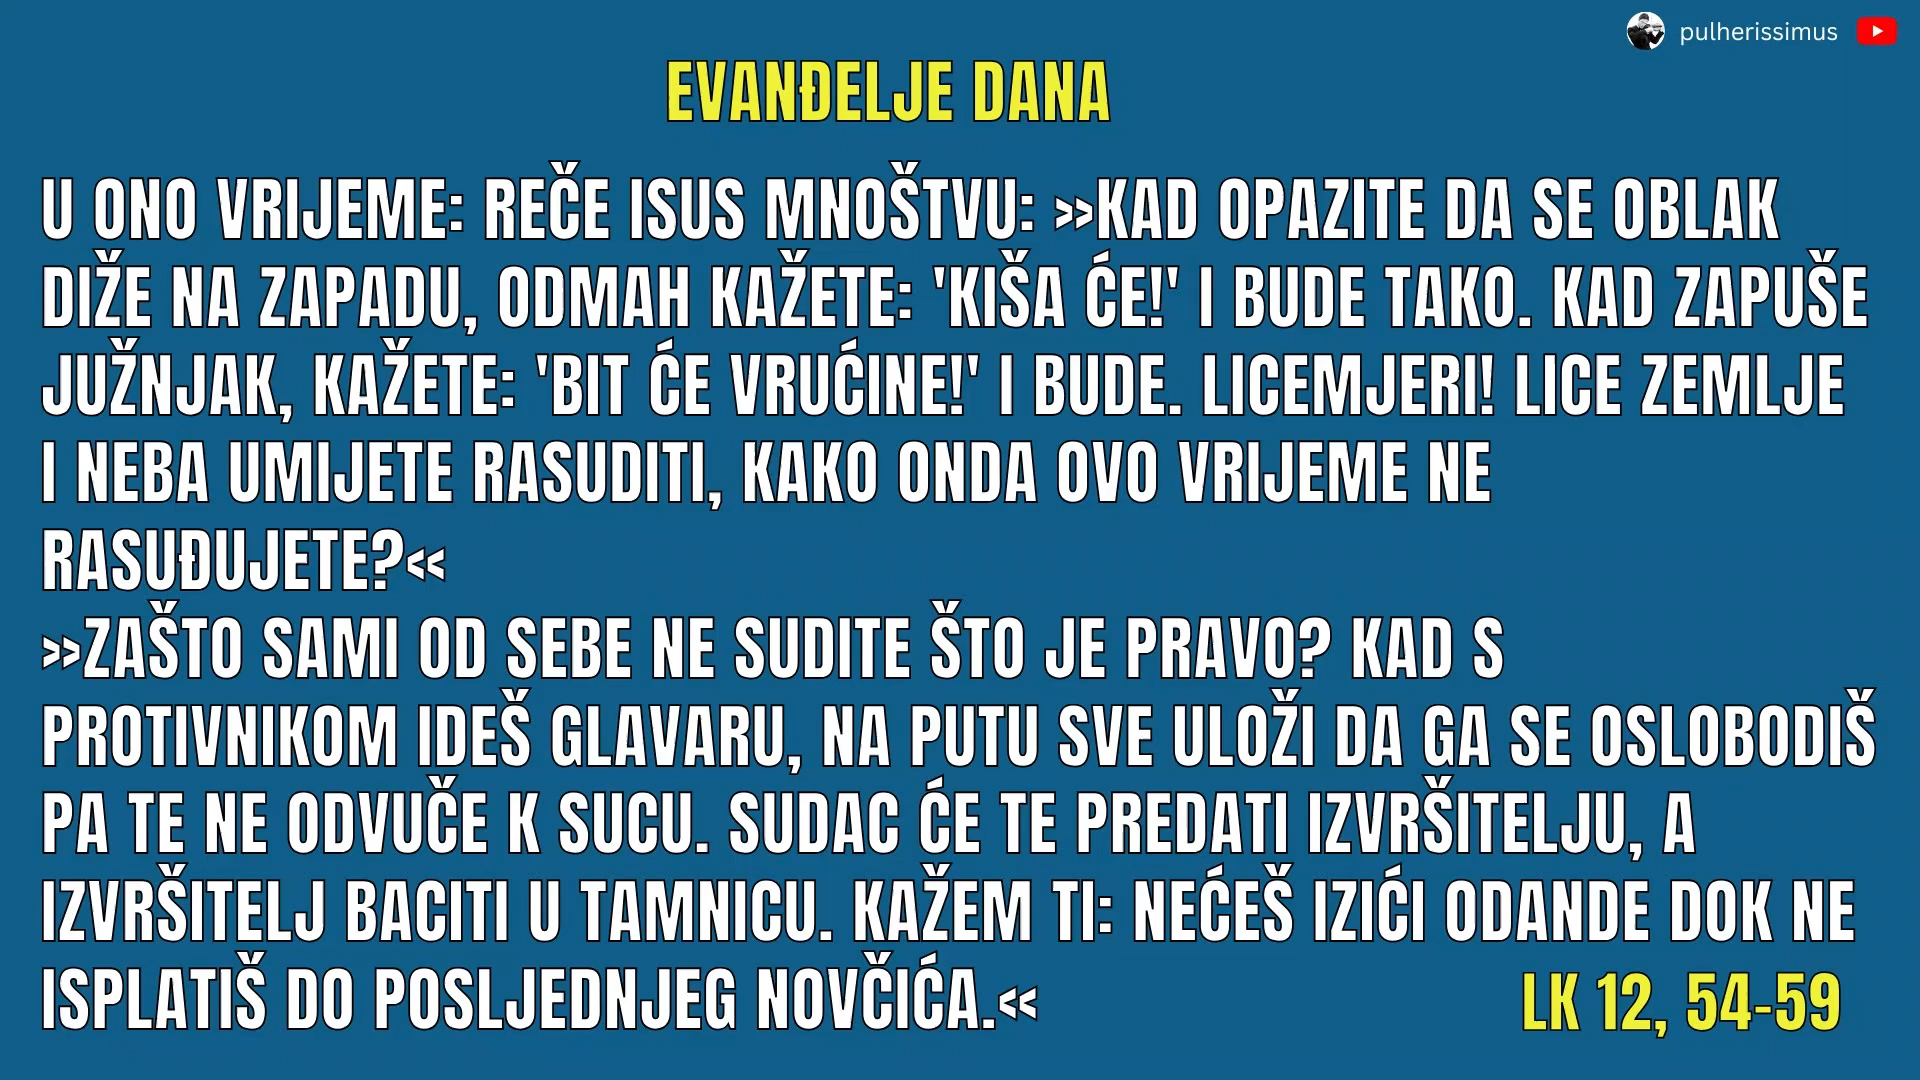 pulherissimus
EVANĐELJE DANA
U ONO VRIJEME: REČE ISUS MNOŠTVU: »KAD OPAZITE DA SE OBLAK
DIŽE NA ZAPADU, ODMAH KAŽETE: 'KIŠA ĆE!' I BUDE TAKO. KAD ZAPUŠE
JUŽNJAK, KAŽETE: 'BIT ĆE VRUĆINE!' I BUDE. LICEMJERI! LICE ZEMLJE
I NEBA UMIJETE RASUDITI, KAKO ONDA OVO VRIJEME NE
RASUĐUJETE?«
»ZAŠTO SAMI OD SEBE NE SUDITE ŠTO JE PRAVO? KAD S
PROTIVNIKOM IDEŠ GLAVARU, NA PUTU SVE ULOŽI DA GA SE OSLOBODIŠ
PA TE NE ODVUČE K SUCU. SUDAC ĆE TE PREDATI IZVRŠITELJU, A
IZVRŠITELJ BACITI U TAMNICU. KAŽEM TI: NEĆEŠ IZIĆI ODANDE DOK NE
ISPLATIŠ DO POSLJEDNJEG NOVČIĆA.«
LK 12, 54-59